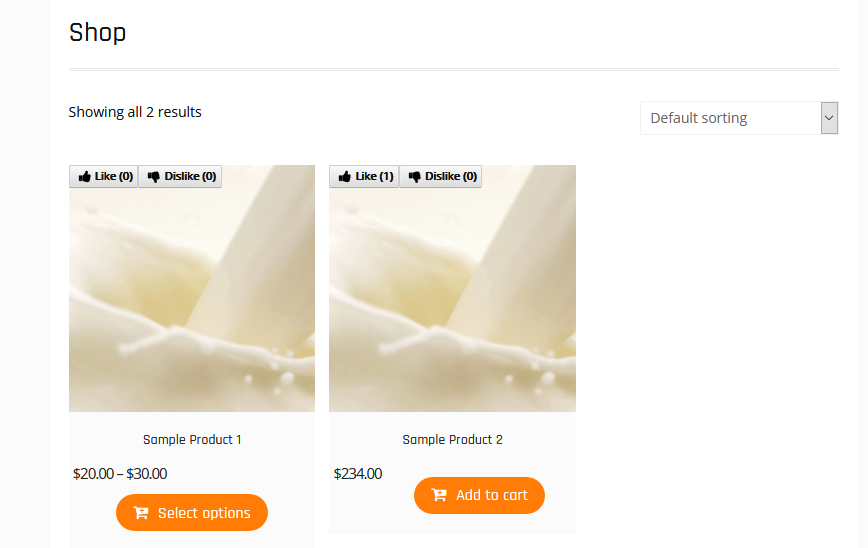 Shop
Showing all 2 results
Default sorting
Like (0) Dislike (0)
Like (1) Dislike (0)
Sample Product 1
$20.00 – $30.00
Select options
Sample Product 2
$234.00
Add to cart